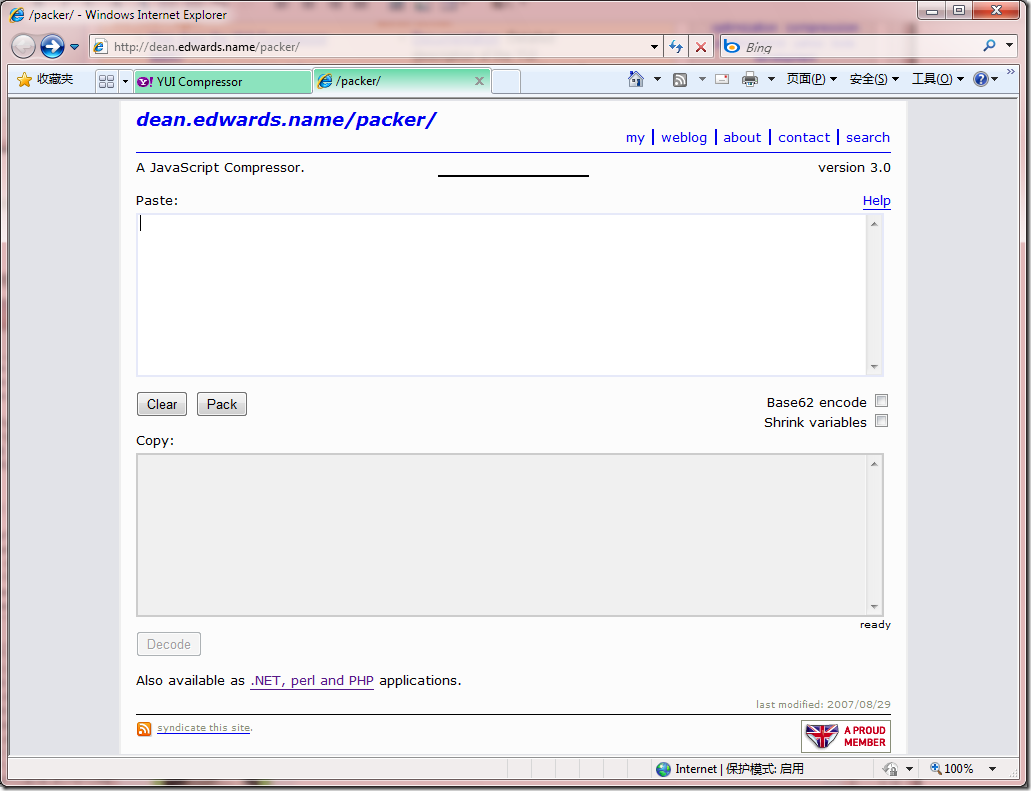 /packer/ - Windows Internet Explorer
http://dean.edwards.name/packer/
Bing
收藏夹
YUI Compressor
/packer/
页面(P)
安全(S)
工具(O)
dean.edwards.name/packer/
my
weblog
about
contact
search
A JavaScript Compressor.
version 3.0
Paste:
Help
Clear
Pack
Base62 encode
Shrink variables
Copy:
ready
Decode
Also available as .NET, perl and PHP applications.
last modified: 2007/08/29
syndicate this site.
A PROUD
MEMBER
Internet | 保护模式: 启用
100%